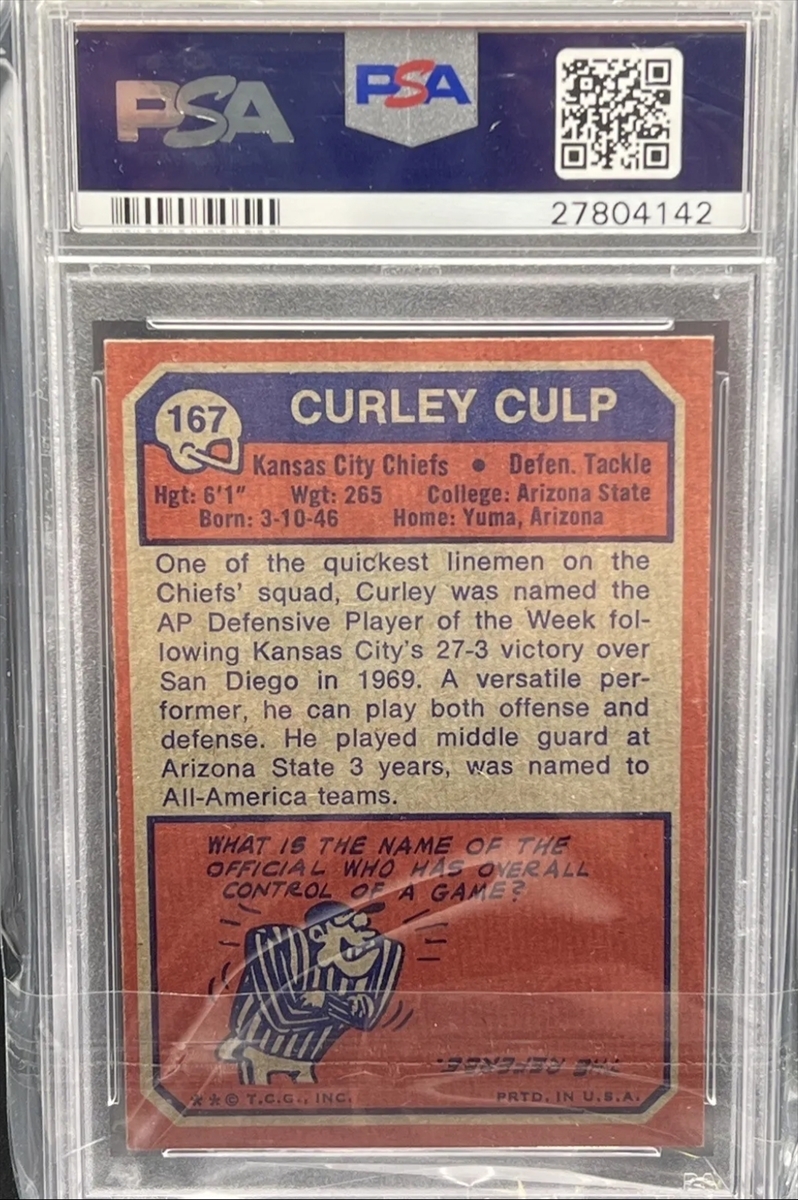 PSA
PSA
27804142
167
CURLEY CULP
Kansas City Chiefs • Defen. Tackle
Hgt: 6'1" Wgt: 265 College: Arizona State
Born: 3-10-46 Home: Yuma, Arizona
One of the quickest linemen on the
Chiefs' squad, Curley was named the
AP Defensive Player of the Week fol-
lowing Kansas City's 27-3 victory over
San Diego in 1969. A versatile per-
former, he can play both offense and
defense. He played middle guard at
Arizona State 3 years, was named to
All-America teams.
WHAT IS THE NAME OF THE
OFFICIAL WHO HAS OVERALL
CONTROL OF A GAME?
THE REFEREE.
**© T.C.G., INC. PRTD. IN U.S.A.